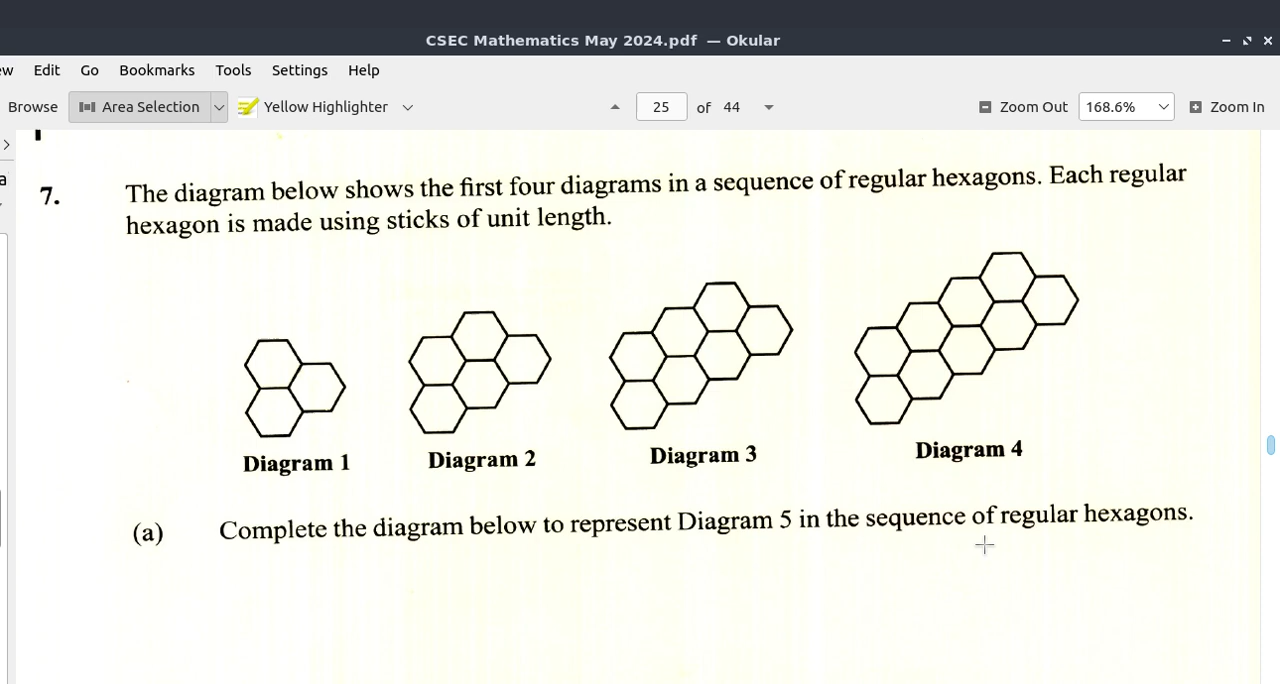 CSEC Mathematics May 2024.pdf — Okular
Edit Go Bookmarks Tools Settings Help
Browse Area Selection Yellow Highlighter 25 of 44 Zoom Out 168.6% Zoom In
7. The diagram below shows the first four diagrams in a sequence of regular hexagons. Each regular
hexagon is made using sticks of unit length.
Diagram 1 Diagram 2 Diagram 3 Diagram 4
(a) Complete the diagram below to represent Diagram 5 in the sequence of regular hexagons.